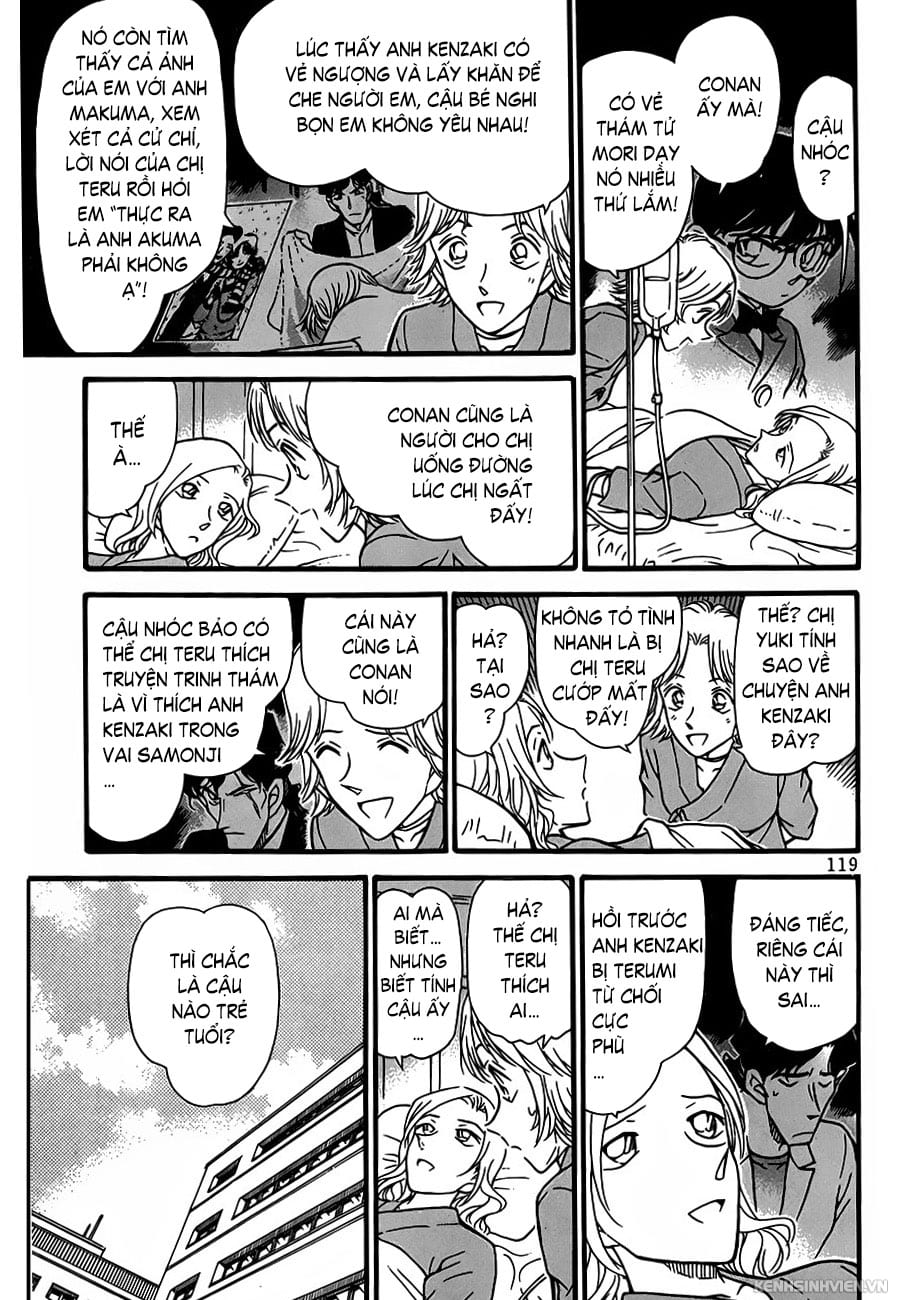 CẬU
NHÓC
?
CONAN
ẤY MÀ!
CÓ VẺ
THÁM TỬ
MORI DẠY
NÓ NHIỀU
THỨ LẮM!
LÚC THẤY ANH KENZAKI CÓ
VẺ NGƯỢNG VÀ LẤY KHĂN ĐỂ
CHE NGƯỜI EM, CẬU BÉ NGHI
BỌN EM KHÔNG YÊU NHAU!
NÓ CÒN TÌM
THẤY CẢ ẢNH
CỦA EM VỚI ANH
MAKUMA, XEM
XÉT CẢ CỬ CHỈ,
LỜI NÓI CỦA CHỊ
TERU RỒI HỎI
EM "THỰC RA
LÀ ANH AKUMA
PHẢI KHÔNG
Ạ"!
CONAN CŨNG LÀ
NGƯỜI CHO CHỊ
UỐNG ĐƯỜNG
LÚC CHỊ NGẤT
ĐẤY!
THẾ
À...
THẾ? CHỊ
YUKI TÍNH
SAO VỀ
CHUYỆN ANH
KENZAKI
ĐÂY?
KHÔNG TỎ TÌNH
NHANH LÀ BỊ
CHỊ TERU
CƯỚP MẤT
ĐẤY!
HẢ?
TẠI
SAO
?
CÁI NÀY
CŨNG LÀ
CONAN
NÓI!
CẬU NHÓC BẢO CÓ
THỂ CHỊ TERU THÍCH
TRUYỆN TRINH THÁM
LÀ VÌ THÍCH ANH
KENZAKI TRONG
VAI SAMONJI
...
119
ĐÁNG TIẾC,
RIÊNG CÁI
NÀY THÌ
SAI...
HỒI TRƯỚC
ANH KENZAKI
BỊ TERUMI
TỪ CHỐI
CỰC
PHŨ
...
HẢ?
THẾ CHỊ
TERU
THÍCH
AI...
AI MÀ
BIẾT...
NHƯNG
BIẾT TÍNH
CẬU ẤY
...
THÌ CHẮC
LÀ CẬU
NÀO TRẺ
TUỔI?
KENHSINHVIEN.VN